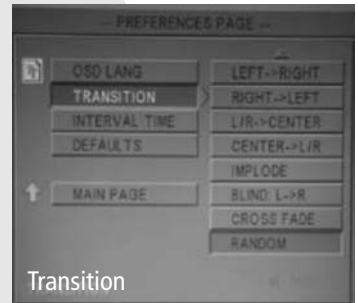 -- PREFERENCES PAGE --
OSD LANG
TRANSITION
INTERVAL TIME
DEFAULTS
MAIN PAGE
LEFT->RIGHT
RIGHT->LEFT
L/R->CENTER
CENTER->L/R
IMPLODE
BLIND: L->R
CROSS FADE
RANDOM
Transition